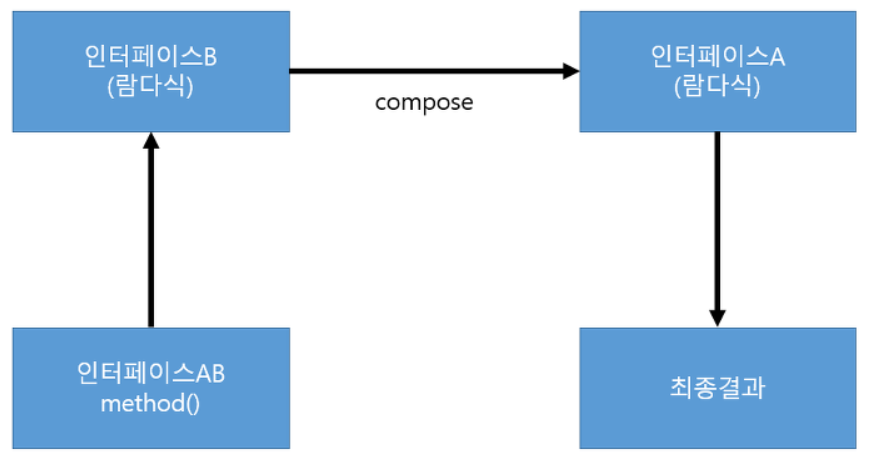 인터페이스B
(람다식)
compose
인터페이스A
(람다식)
인터페이스AB
method()
최종결과